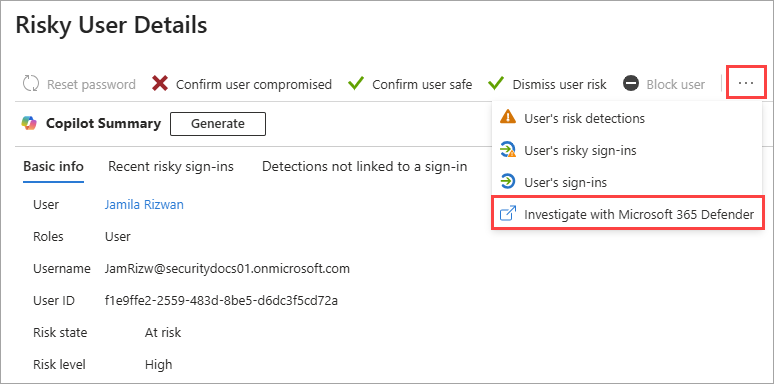 Risky User Details
Reset password Confirm user compromised Confirm user safe Dismiss user risk Block user ...
Copilot Summary Generate
User's risk detections
User's risky sign-ins
User's sign-ins
Investigate with Microsoft 365 Defender
Basic info Recent risky sign-ins Detections not linked to a sign-in
User Jamila Rizwan
Roles User
Username JamRizw@securitydocs01.onmicrosoft.com
User ID f1e9ffe2-2559-483d-8be5-d6dc3f5cd72a
Risk state At risk
Risk level High